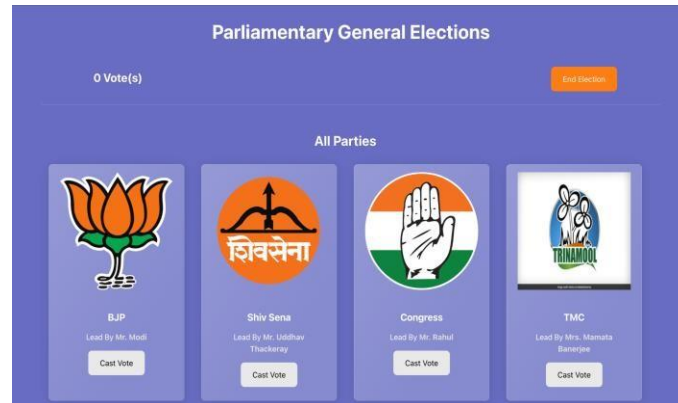 Parliamentary General Elections
0 Vote(s)
End Election
All Parties
शिवसेना
TRINAMOOL
BJP
Lead By Mr. Modi
Cast Vote
Shiv Sena
Lead By Mr. Uddhav
Thackeray
Cast Vote
Congress
Lead By Mr. Rahul
Cast Vote
TMC
Lead By Mrs. Mamata
Banerjee
Cast Vote